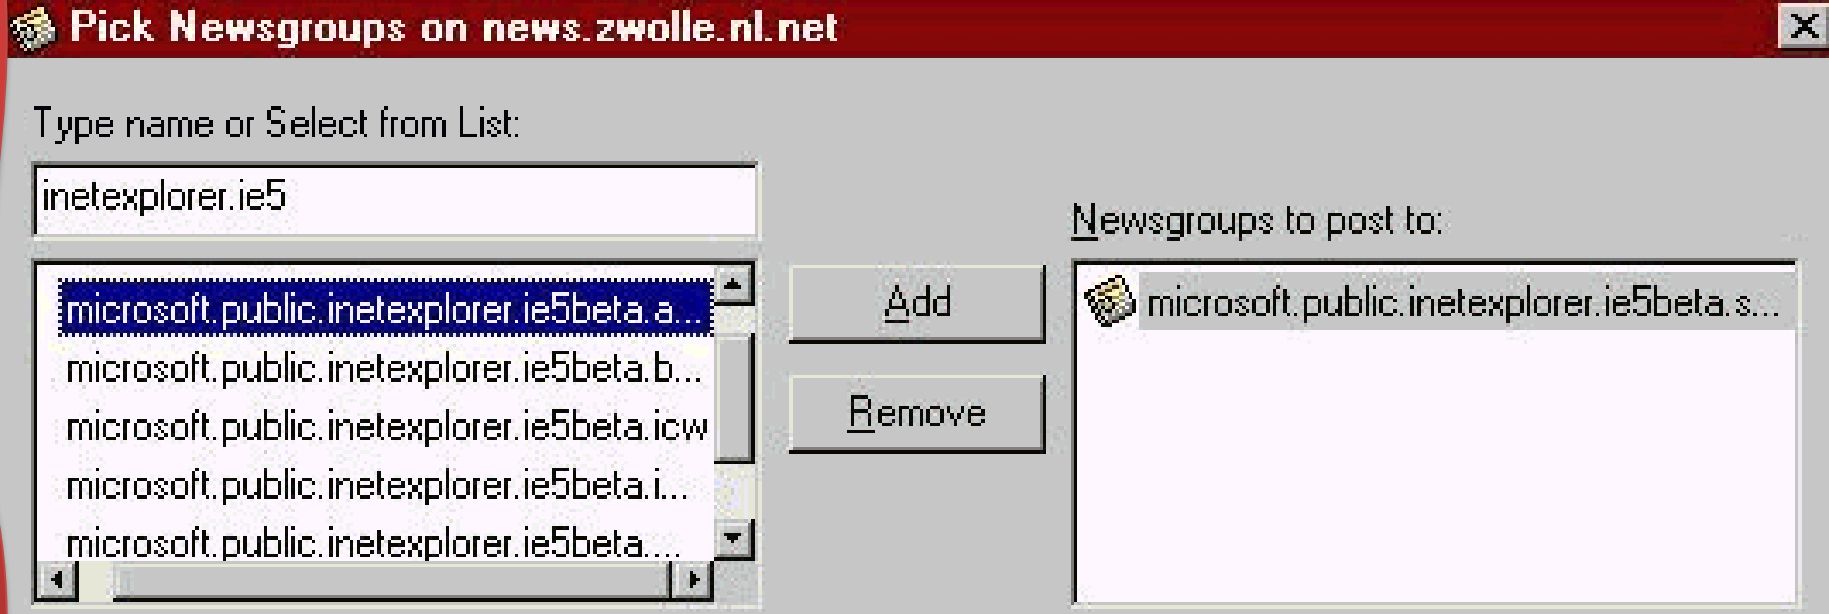 Pick Newsgroups on news.zwolle.nl.net
Type name or Select from List:
inetexplorer.ie5
microsoft.public.inetexplorer.ie5beta.a...
microsoft.public.inetexplorer.ie5beta.b...
microsoft.public.inetexplorer.ie5beta.icw
microsoft.public.inetexplorer.ie5beta.i...
microsoft.public.inetexplorer.ie5beta....
Add
Remove
Newsgroups to post to:
microsoft.public.inetexplorer.ie5beta.s...